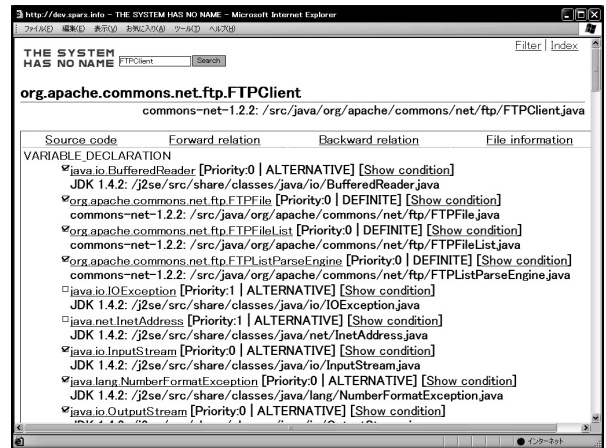 http://dev.spars.info - THE SYSTEM HAS NO NAME - Microsoft Internet Explorer
ファイル(F) 編集(E) 表示(V) お気に入り(A) ツール(T) ヘルプ(H)
Filter | Index
THE SYSTEM
HAS NO NAME FTPClient Search
org.apache.commons.net.ftp.FTPClient
commons-net-1.2.2: /src/java/org/apache/commons/net/ftp/FTPClient.java
Source code Forward relation Backward relation File information
VARIABLE_DECLARATION
java.io.BufferedReader [Priority:0 | ALTERNATIVE] [Show condition]
JDK 1.4.2: /j2se/src/share/classes/java/io/BufferedReader.java
org.apache.commons.net.ftp.FTPFile [Priority:0 | DEFINITE] [Show condition]
commons-net-1.2.2: /src/java/org/apache/commons/net/ftp/FTPFile.java
org.apache.commons.net.ftp.FTPFileList [Priority:0 | DEFINITE] [Show condition]
commons-net-1.2.2: /src/java/org/apache/commons/net/ftp/FTPFileList.java
org.apache.commons.net.ftp.FTPListParseEngine [Priority:0 | DEFINITE] [Show condition]
commons-net-1.2.2: /src/java/org/apache/commons/net/ftp/FTPListParseEngine.java
java.io.IOException [Priority:1 | ALTERNATIVE] [Show condition]
JDK 1.4.2: /j2se/src/share/classes/java/io/IOException.java
java.net.InetAddress [Priority:1 | ALTERNATIVE] [Show condition]
JDK 1.4.2: /j2se/src/share/classes/java/net/InetAddress.java
java.io.InputStream [Priority:0 | ALTERNATIVE] [Show condition]
JDK 1.4.2: /j2se/src/share/classes/java/io/InputStream.java
java.lang.NumberFormatException [Priority:0 | ALTERNATIVE] [Show condition]
JDK 1.4.2: /j2se/src/share/classes/java/lang/NumberFormatException.java
java.io.OutputStream [Priority:0 | ALTERNATIVE] [Show condition]
インターネット